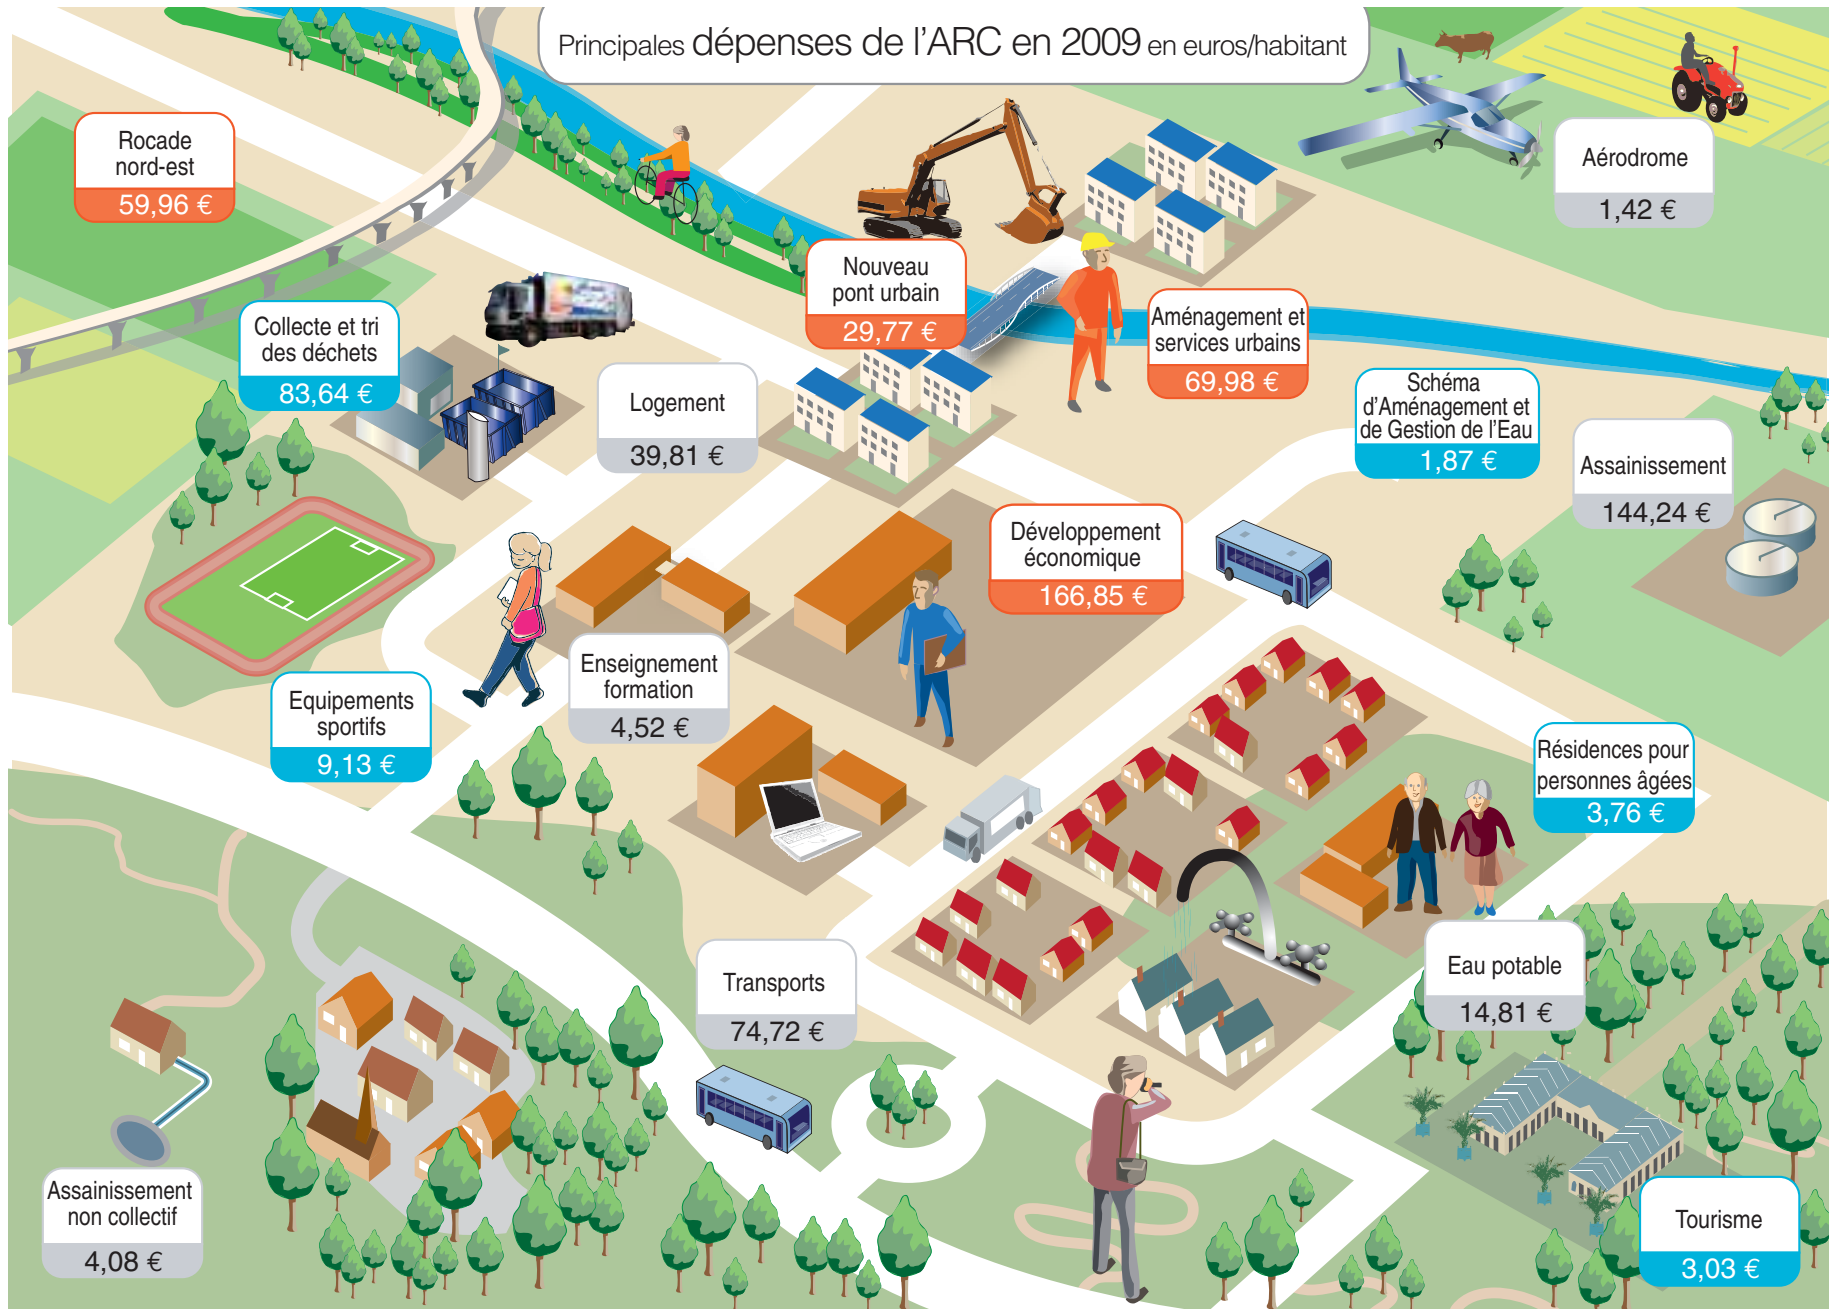 Principales dépenses de l'ARC en 2009 en euros/habitant
Rocade
nord-est
59,96 €
Aérodrome
1,42 €
Nouveau
pont urbain
29,77 €
Aménagement et
services urbains
69,98 €
Collecte et tri
des déchets
83,64 €
Logement
39,81 €
Schéma
d'Aménagement et
de Gestion de l'Eau
1,87 €
Assainissement
144,24 €
Développement
économique
166,85 €
Enseignement
formation
4,52 €
Equipements
sportifs
9,13 €
Résidences pour
personnes âgées
3,76 €
Transports
74,72 €
Eau potable
14,81 €
Assainissement
non collectif
4,08 €
Tourisme
3,03 €